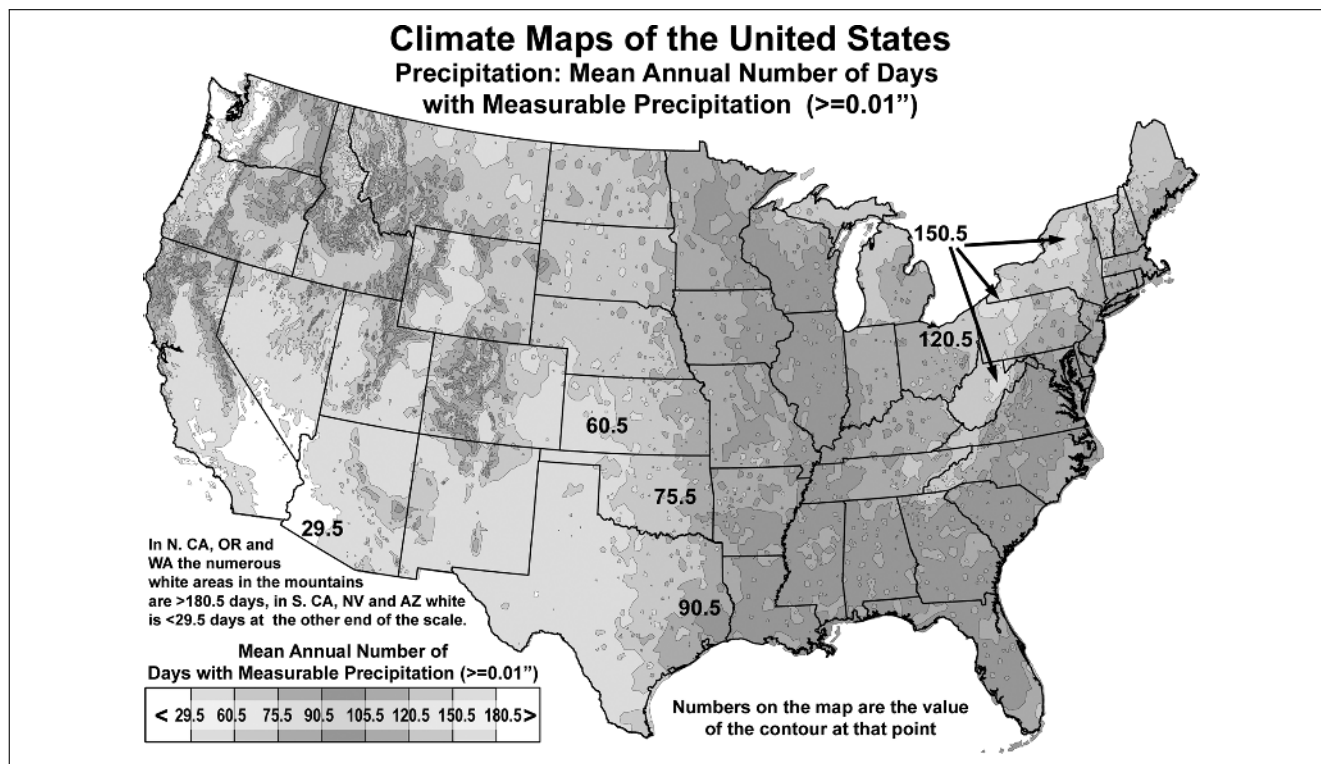 Climate Maps of the United States
Precipitation: Mean Annual Number of Days
with Measurable Precipitation (>=0.01”)
150.5
120.5
60.5
75.5
29.5
90.5
In N. CA, OR and
WA the numerous
white areas in the mountains
are >180.5 days, in S. CA, NV and AZ white
is <29.5 days at the other end of the scale.
Mean Annual Number of
Days with Measurable Precipitation (>=0.01”)
< 29.5 60.5 75.5 90.5 105.5 120.5 150.5 180.5 >
Numbers on the map are the value
of the contour at that point